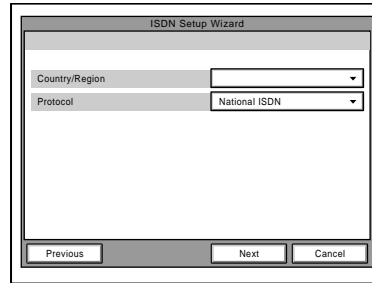 ISDN Setup Wizard
Country/Region
Protocol National ISDN
Previous Next Cancel